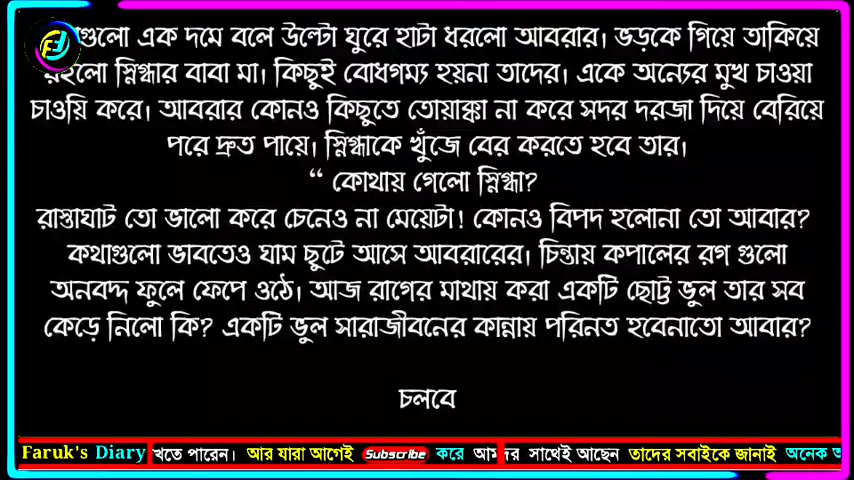 গুলো এক দমে বলে উল্টো ঘুরে হাটা ধরলো আবরার। ভড়কে গিয়ে তাকিয়ে
রইলো স্নিগ্ধার বাবা মা। কিছুই বোধগম্য হয়না তাদের। একে অন্যের মুখ চাওয়া
চাওয়ি করে। আবরার কোনও কিছুতে তোয়াক্কা না করে সদর দরজা দিয়ে বেরিয়ে
পরে দ্রুত পায়ে। স্নিগ্ধাকে খুঁজে বের করতে হবে তার।
“ কোথায় গেলো স্নিগ্ধা?
রাস্তাঘাট তো ভালো করে চেনেও না মেয়েটা! কোনও বিপদ হলোনা তো আবার?
কথাগুলো ভাবতেও ঘাম ছুটে আসে আবরারের। চিন্তায় কপালের রগ গুলো
অনবদ্দ ফুলে ফেপে ওঠে। আজ রাগের মাথায় করা একটি ছোট্ট ভুল তার সব
কেড়ে নিলো কি? একটি ভুল সারাজীবনের কান্নায় পরিনত হবেনাতো আবার?
চলবে
Faruk's Diary খতে পারেন। আর যারা আগেই Subscribe করে আমাদের সাথেই আছেন তাদের সবাইকে জানাই অনেক